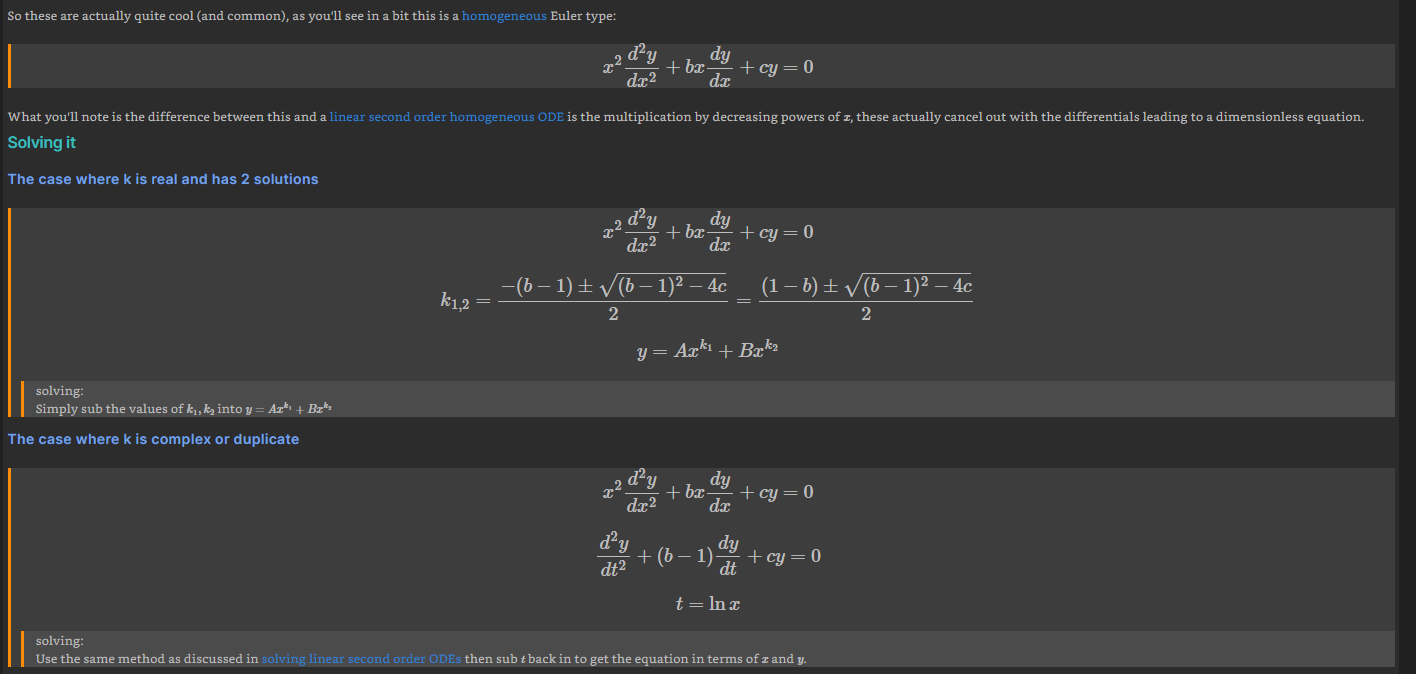 So these are actually quite cool (and common), as you'll see in a bit this is a homogeneous Euler type:
$$x^2\frac{d^2y}{dx^2} + bx\frac{dy}{dx} + cy = 0$$
What you'll note is the difference between this and a linear second order homogeneous ODE is the multiplication by decreasing powers of $x$, these actually cancel out with the differentials leading to a dimensionless equation.
Solving it
The case where k is real and has 2 solutions
$$x^2\frac{d^2y}{dx^2} + bx\frac{dy}{dx} + cy = 0$$
$$k_{1,2} = \frac{-(b-1) \pm \sqrt{(b-1)^2 - 4c}}{2} = \frac{(1-b) \pm \sqrt{(b-1)^2 - 4c}}{2}$$
$$y = Ax^{k_1} + Bx^{k_2}$$
solving:
Simply sub the values of $k_1, k_2$ into $y = Ax^{k_1} + Bx^{k_2}$
The case where k is complex or duplicate
$$x^2\frac{d^2y}{dx^2} + bx\frac{dy}{dx} + cy = 0$$
$$\frac{d^2y}{dt^2} + (b-1)\frac{dy}{dt} + cy = 0$$
$$t = \ln x$$
solving:
Use the same method as discussed in solving linear second order ODEs then sub $t$ back in to get the equation in terms of $x$ and $y$.